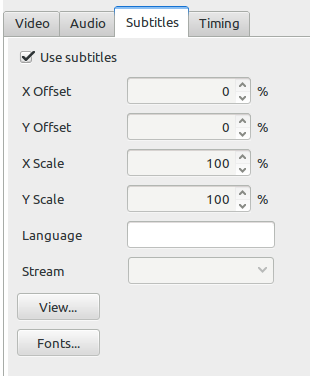 Video Audio Subtitles Timing
Use subtitles
X Offset 0 %
Y Offset 0 %
X Scale 100 %
Y Scale 100 %
Language
Stream
View...
Fonts...